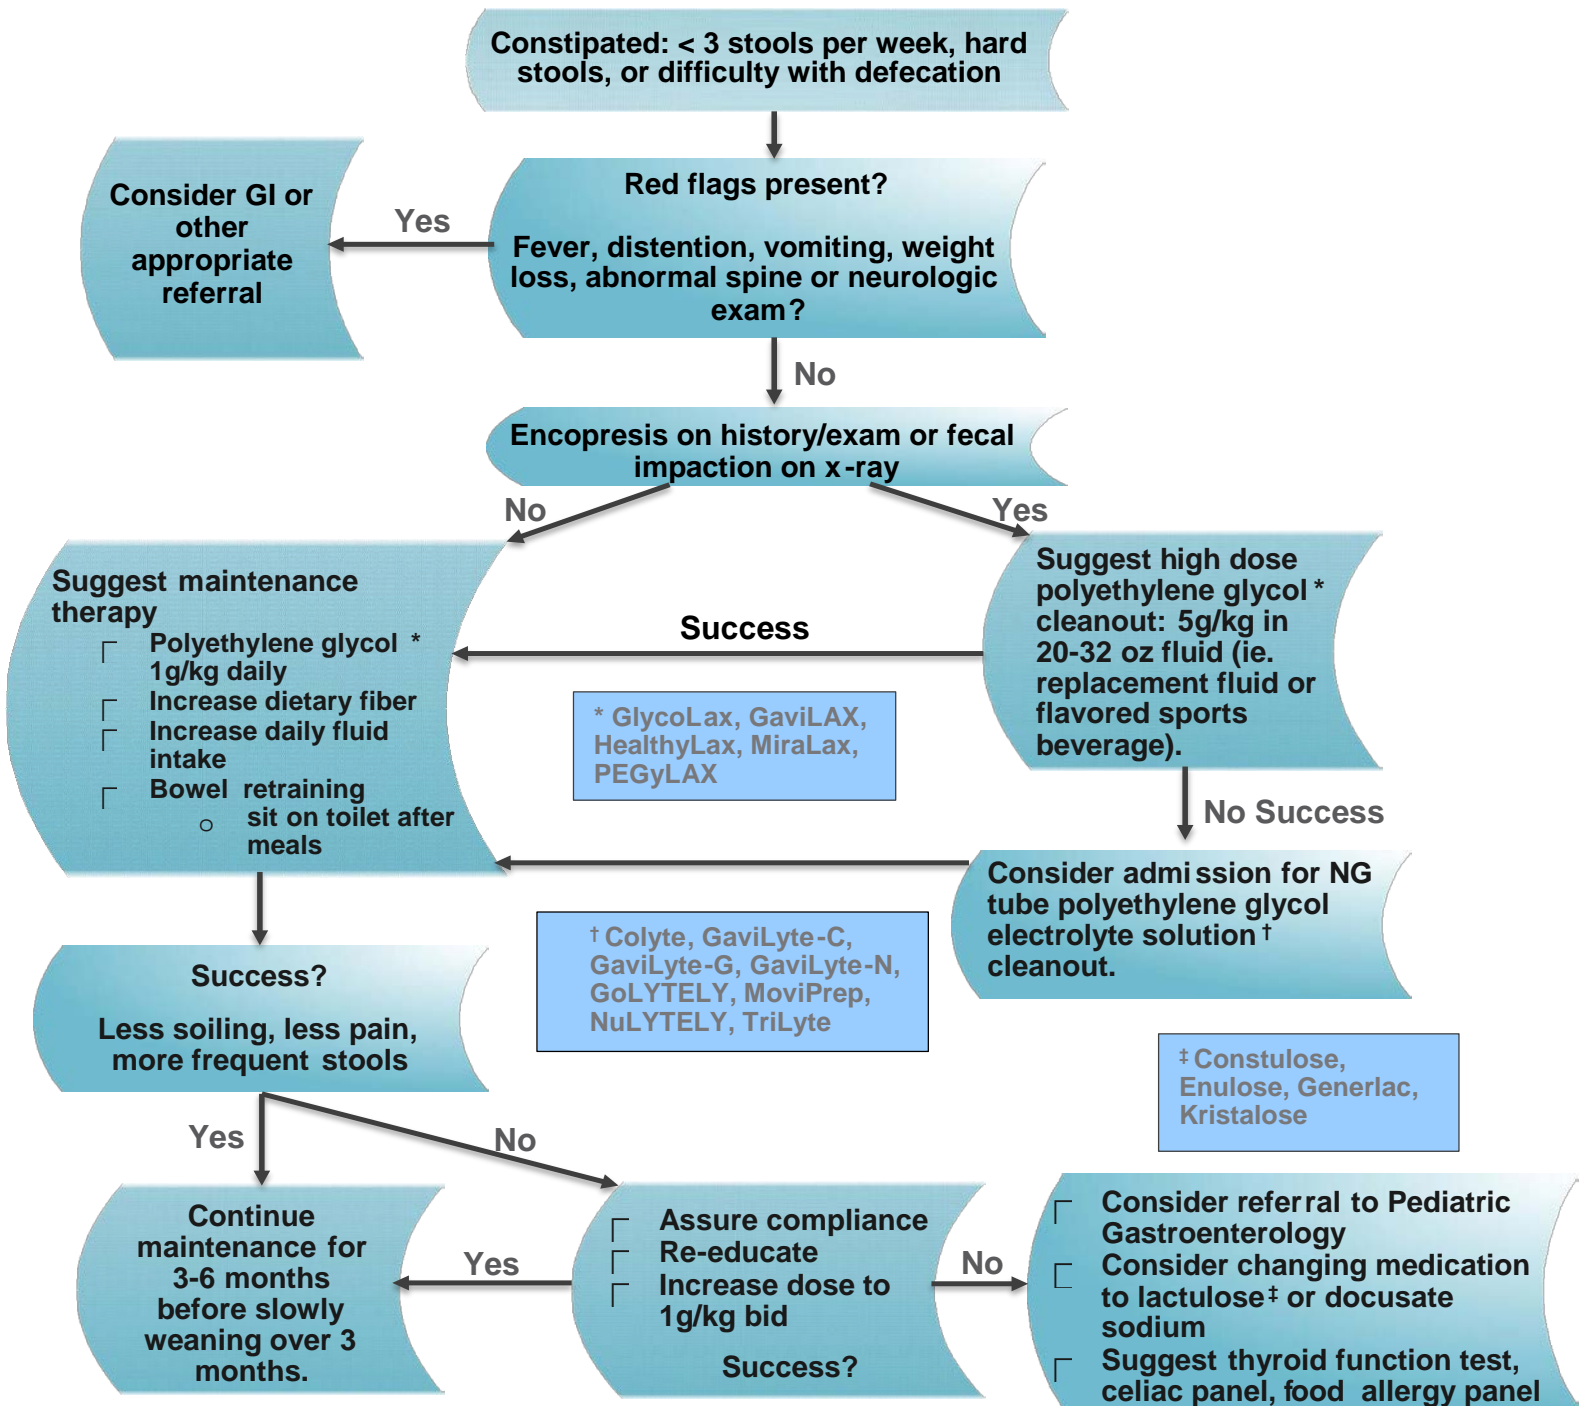 Constipated: < 3 stools per week, hard
stools, or difficulty with defecation
Red flags present?
Fever, distention, vomiting, weight
loss, abnormal spine or neurologic
exam?
Yes
Consider GI or
other
appropriate
referral
No
Encopresis on history/exam or fecal
impaction on x-ray
No
Yes
Suggest maintenance
therapy
Polyethylene glycol *
1g/kg daily
Increase dietary fiber
Increase daily fluid
intake
Bowel retraining
o sit on toilet after
meals
Success
Suggest high dose
polyethylene glycol *
cleanout: 5g/kg in
20-32 oz fluid (ie.
replacement fluid or
flavored sports
beverage).
* GlycoLax, GaviLAX,
HealthyLax, MiraLax,
PEGyLAX
No Success
Consider admission for NG
tube polyethylene glycol
electrolyte solution †
cleanout.
† Colyte, GaviLyte-C,
GaviLyte-G, GaviLyte-N,
GoLYTELY, MoviPrep,
NuLYTELY, TriLyte
Success?
Less soiling, less pain,
more frequent stools
‡ Constulose,
Enulose, Generlac,
Kristalose
Yes
No
Continue
maintenance for
3-6 months
before slowly
weaning over 3
months.
Yes
Assure compliance
Re-educate
Increase dose to
1g/kg bid
Success?
No
Consider referral to Pediatric
Gastroenterology
Consider changing medication
to lactulose‡ or docusate
sodium
Suggest thyroid function test,
celiac panel, food allergy panel